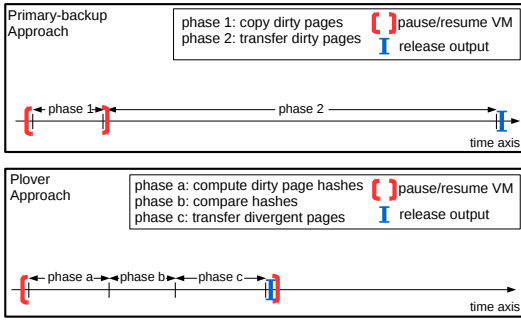 Primary-backup
Approach
phase 1: copy dirty pages
phase 2: transfer dirty pages
pause/resume VM
release output
phase 1
phase 2
time axis
Plover
Approach
phase a: compute dirty page hashes
phase b: compare hashes
phase c: transfer divergent pages
pause/resume VM
release output
phase a
phase b
phase c
time axis